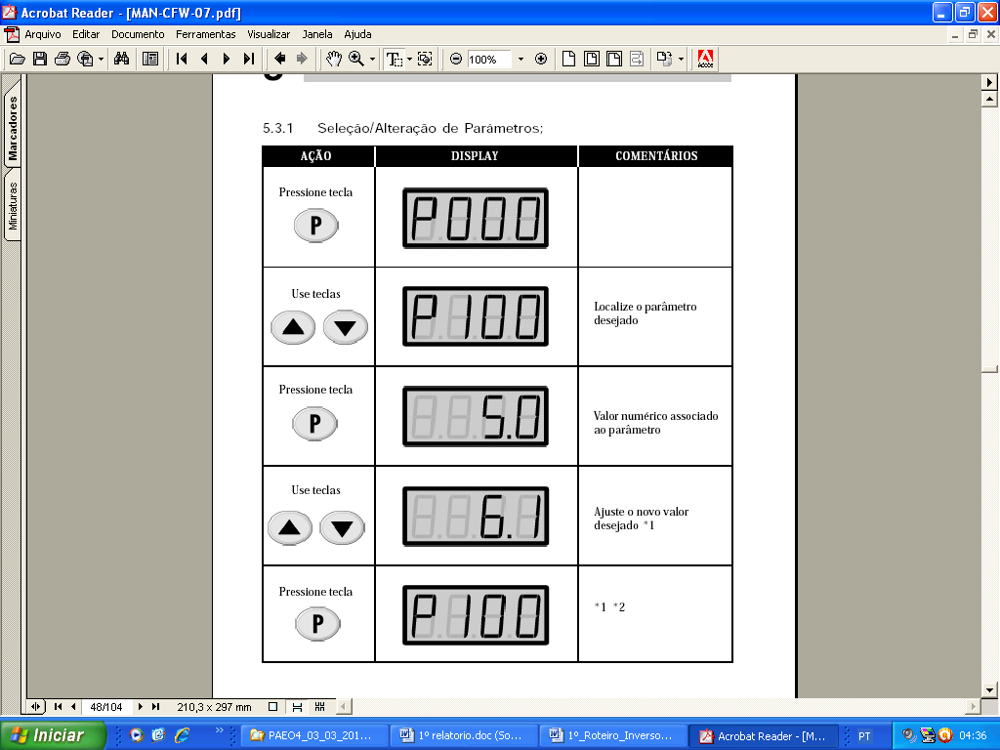 Acrobat Reader - [MAN-CFW-07.pdf]
Arquivo Editar Documento Ferramentas Visualizar Janela Ajuda
100%
Adobe
Marcadores
Miniaturas
5.3.1 Seleção/Alteração de Parâmetros;
AÇÃO DISPLAY COMENTÁRIOS
Pressione tecla
P
P000
Use teclas
P100
Localize o parâmetro
desejado
Pressione tecla
P
5.0
Valor numérico associado
ao parâmetro
Use teclas
6.1
Ajuste o novo valor
desejado *1
Pressione tecla
P
P100
*1 *2
48/104 210,3 x 297 mm
Iniciar
PAEO4_03_03_201...
1º relatorio.doc (So...
1º_Roteiro_Inverso...
Acrobat Reader - [M...
PT
04:36